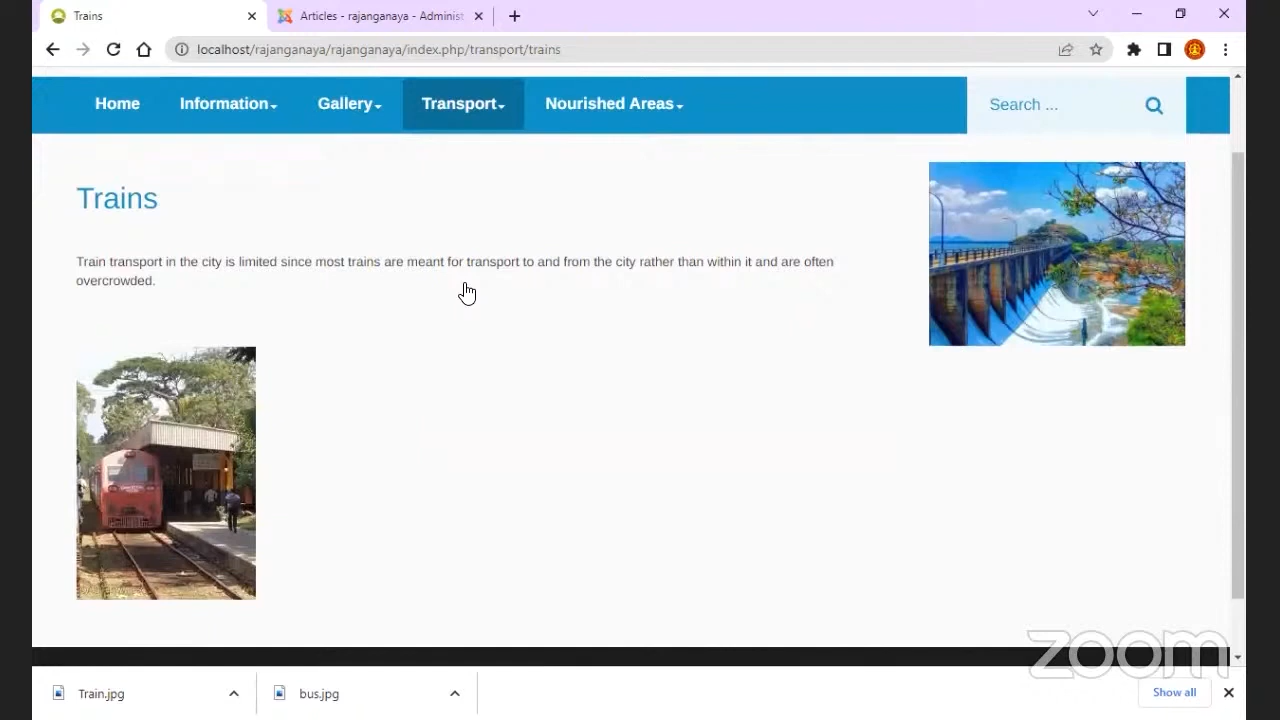 Trains
Articles - rajanganaya - Administ
localhost/rajanganaya/rajanganaya/index.php/transport/trains
Home
Information
Gallery
Transport
Nourished Areas
Search ...
Trains
Train transport in the city is limited since most trains are meant for transport to and from the city rather than within it and are often
overcrowded.
zoom
Train.jpg
bus.jpg
Show all